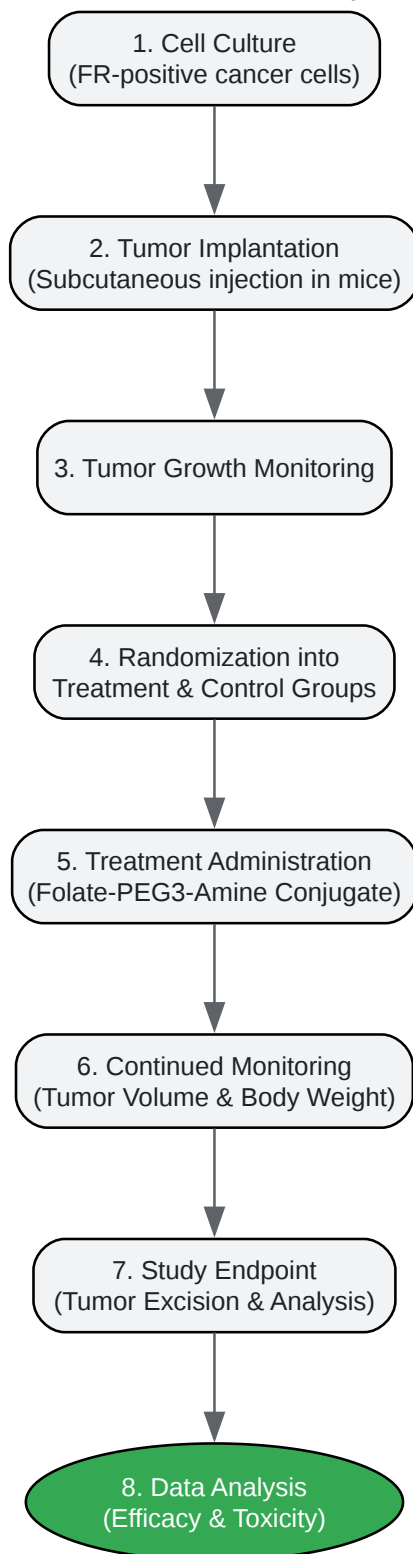 1. Cell Culture
(FR-positive cancer cells)
2. Tumor Implantation
(Subcutaneous injection in mice)
3. Tumor Growth Monitoring
4. Randomization into
Treatment & Control Groups
5. Treatment Administration
(Folate-PEG3-Amine Conjugate)
6. Continued Monitoring
(Tumor Volume & Body Weight)
7. Study Endpoint
(Tumor Excision & Analysis)
8. Data Analysis
(Efficacy & Toxicity)